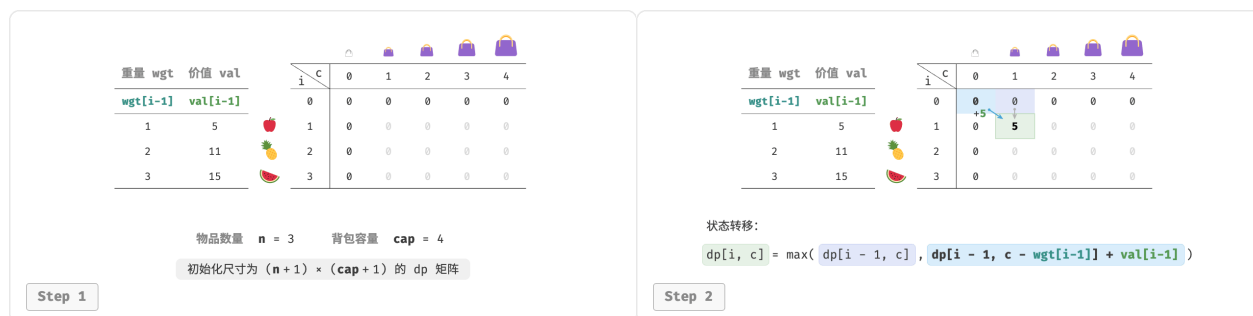 重量 wgt 价值 val
i c 0 1 2 3 4
wgt[i-1] val[i-1]
0 0 0 0 0 0
1 5 1 0 0 0 0 0
2 11 2 0 0 0 0 0
3 15 3 0 0 0 0 0
物品数量 n = 3 背包容量 cap = 4
初始化尺寸为 (n + 1) × (cap + 1) 的 dp 矩阵
Step 1
重量 wgt 价值 val
i c 0 1 2 3 4
wgt[i-1] val[i-1]
0 0 0 0 0 0
+5
1 5 1 0 5 0 0 0
2 11 2 0 0 0 0 0
3 15 3 0 0 0 0 0
状态转移：
dp[i, c] = max( dp[i - 1, c] , dp[i - 1, c - wgt[i-1]] + val[i-1] )
Step 2